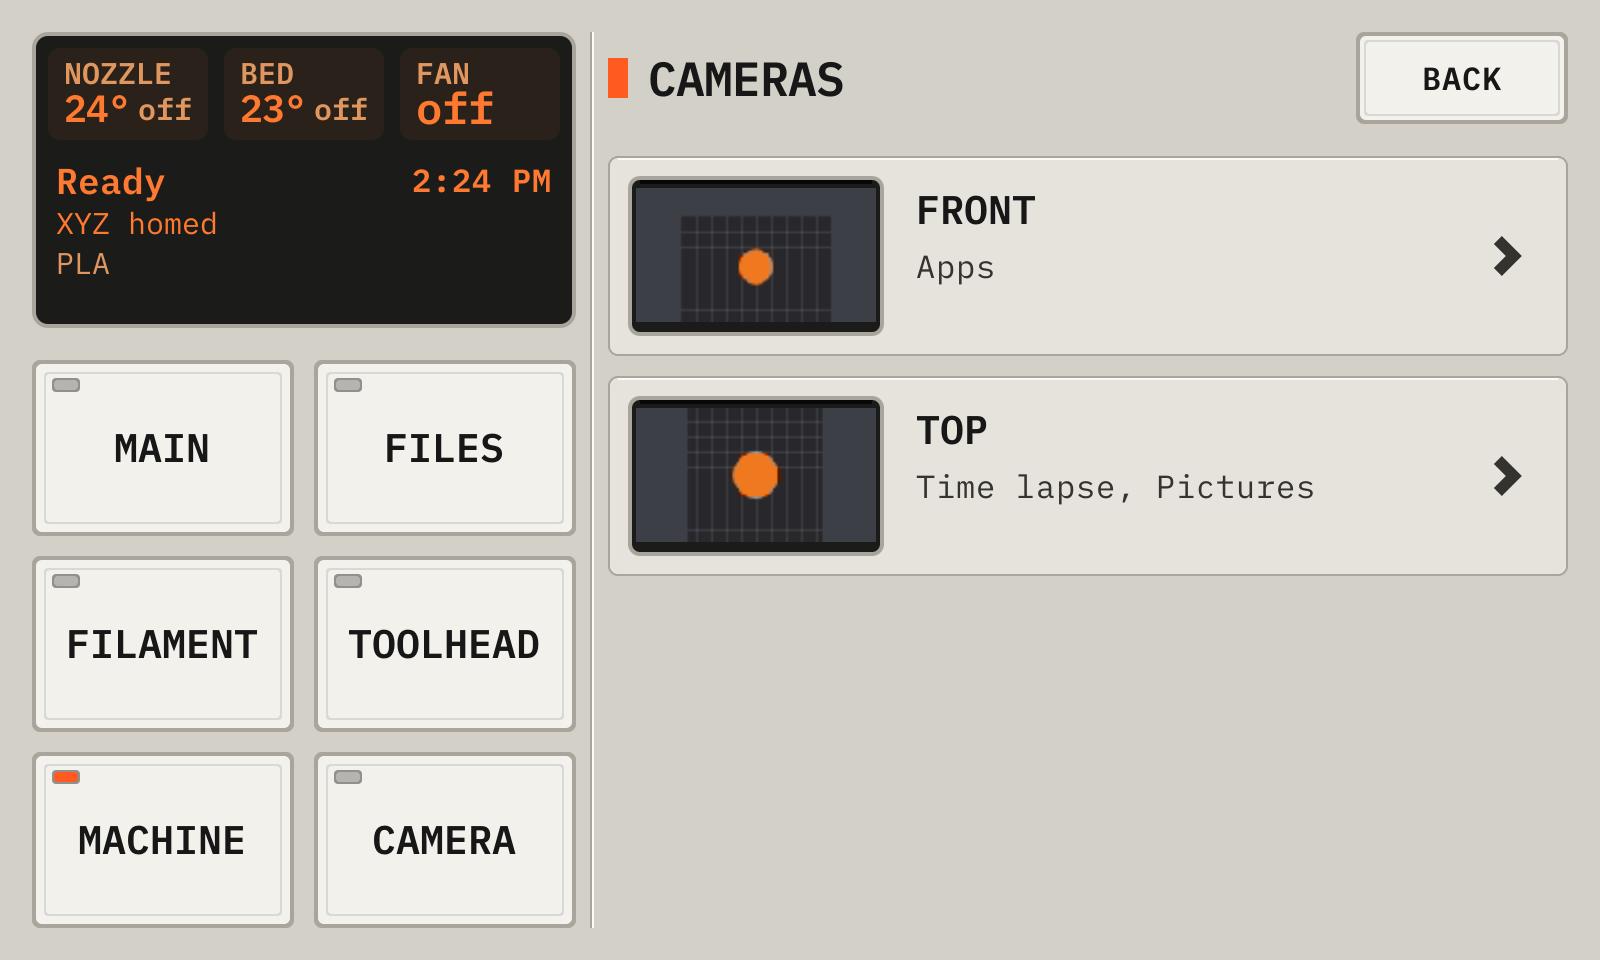 NOZZLE
24° off
BED
23° off
FAN
off
Ready
2:24 PM
XYZ homed
PLA
MAIN
FILES
FILAMENT
TOOLHEAD
MACHINE
CAMERA
CAMERAS
BACK
FRONT
Apps
TOP
Time lapse, Pictures